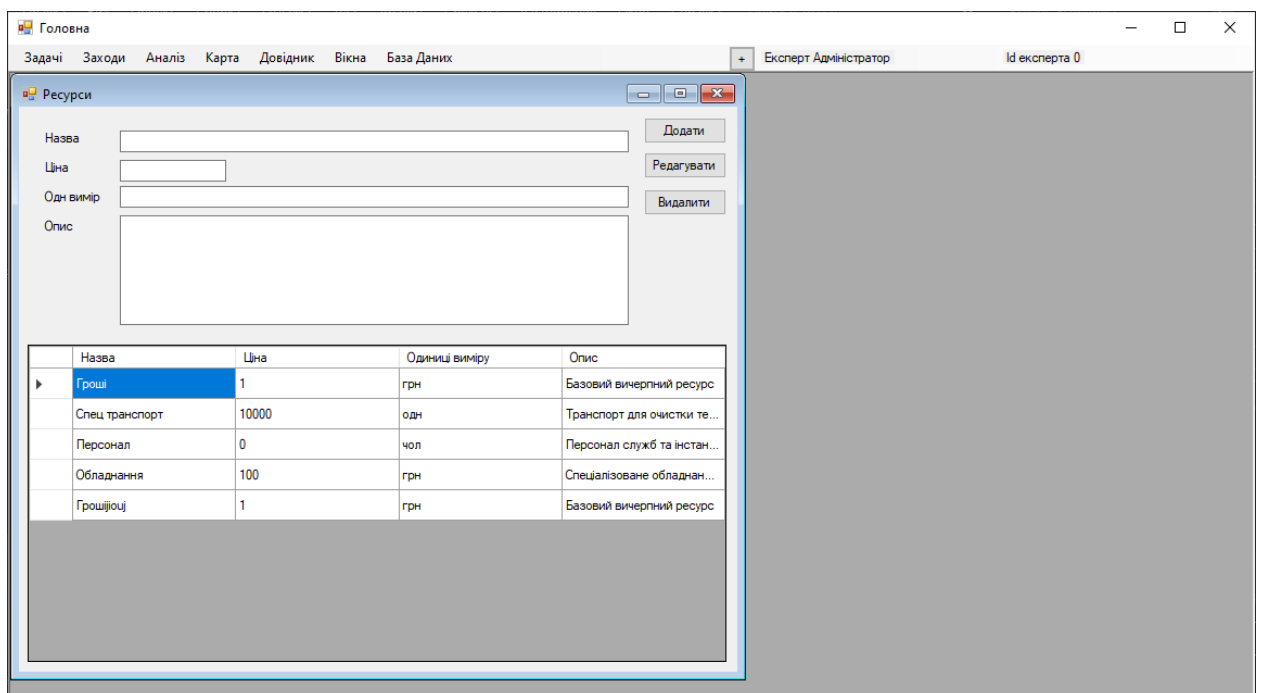 Головна
Задачі Заходи Аналіз Карта Довідник Вікна База Даних + Експерт Адміністратор Id експерта 0
Ресурси
Назва Додати
Ціна Редагувати
Одн вимір Видалити
Опис
Назва Ціна Одиниці виміру Опис
Гроші 1 грн Базовий вичерпний ресурс
Спец транспорт 10000 одн Транспорт для очистки те...
Персонал 0 чол Персонал служб та інстан...
Обладнання 100 грн Спеціалізоване обладнан...
Грошіjiouj 1 грн Базовий вичерпний ресурс